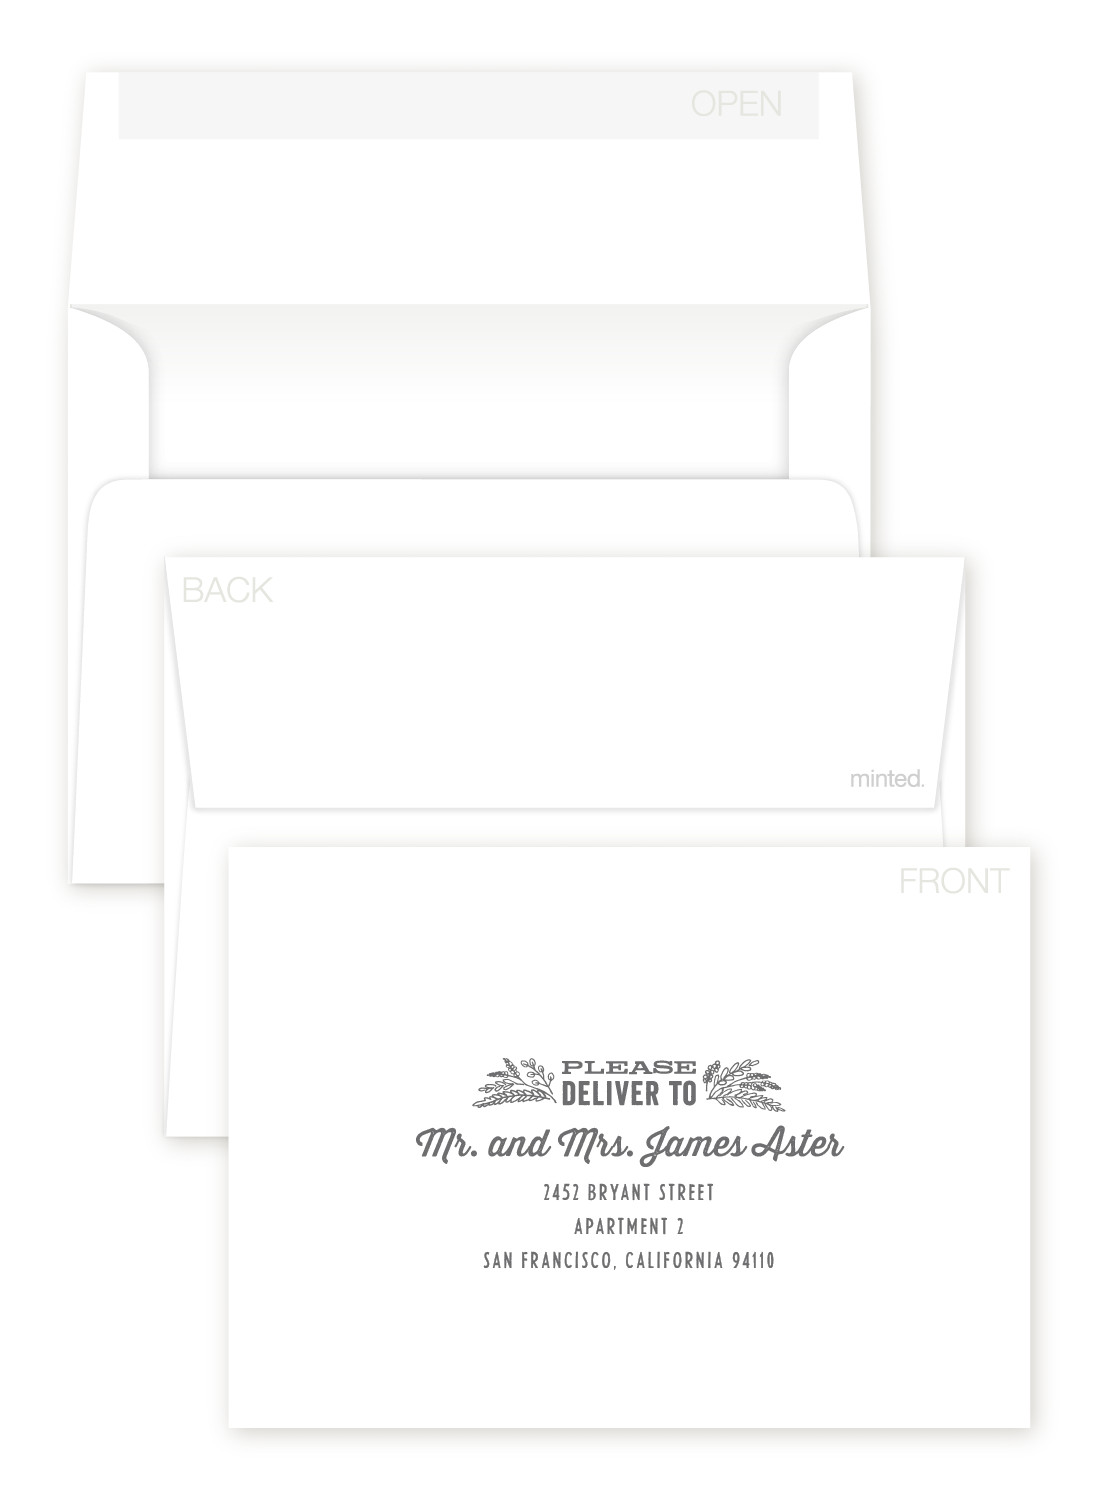 OPEN
BACK
minted.
FRONT
PLEASE
DELIVER TO
Mr. and Mrs. James Aster
2452 BRYANT STREET
APARTMENT 2
SAN FRANCISCO, CALIFORNIA 94110